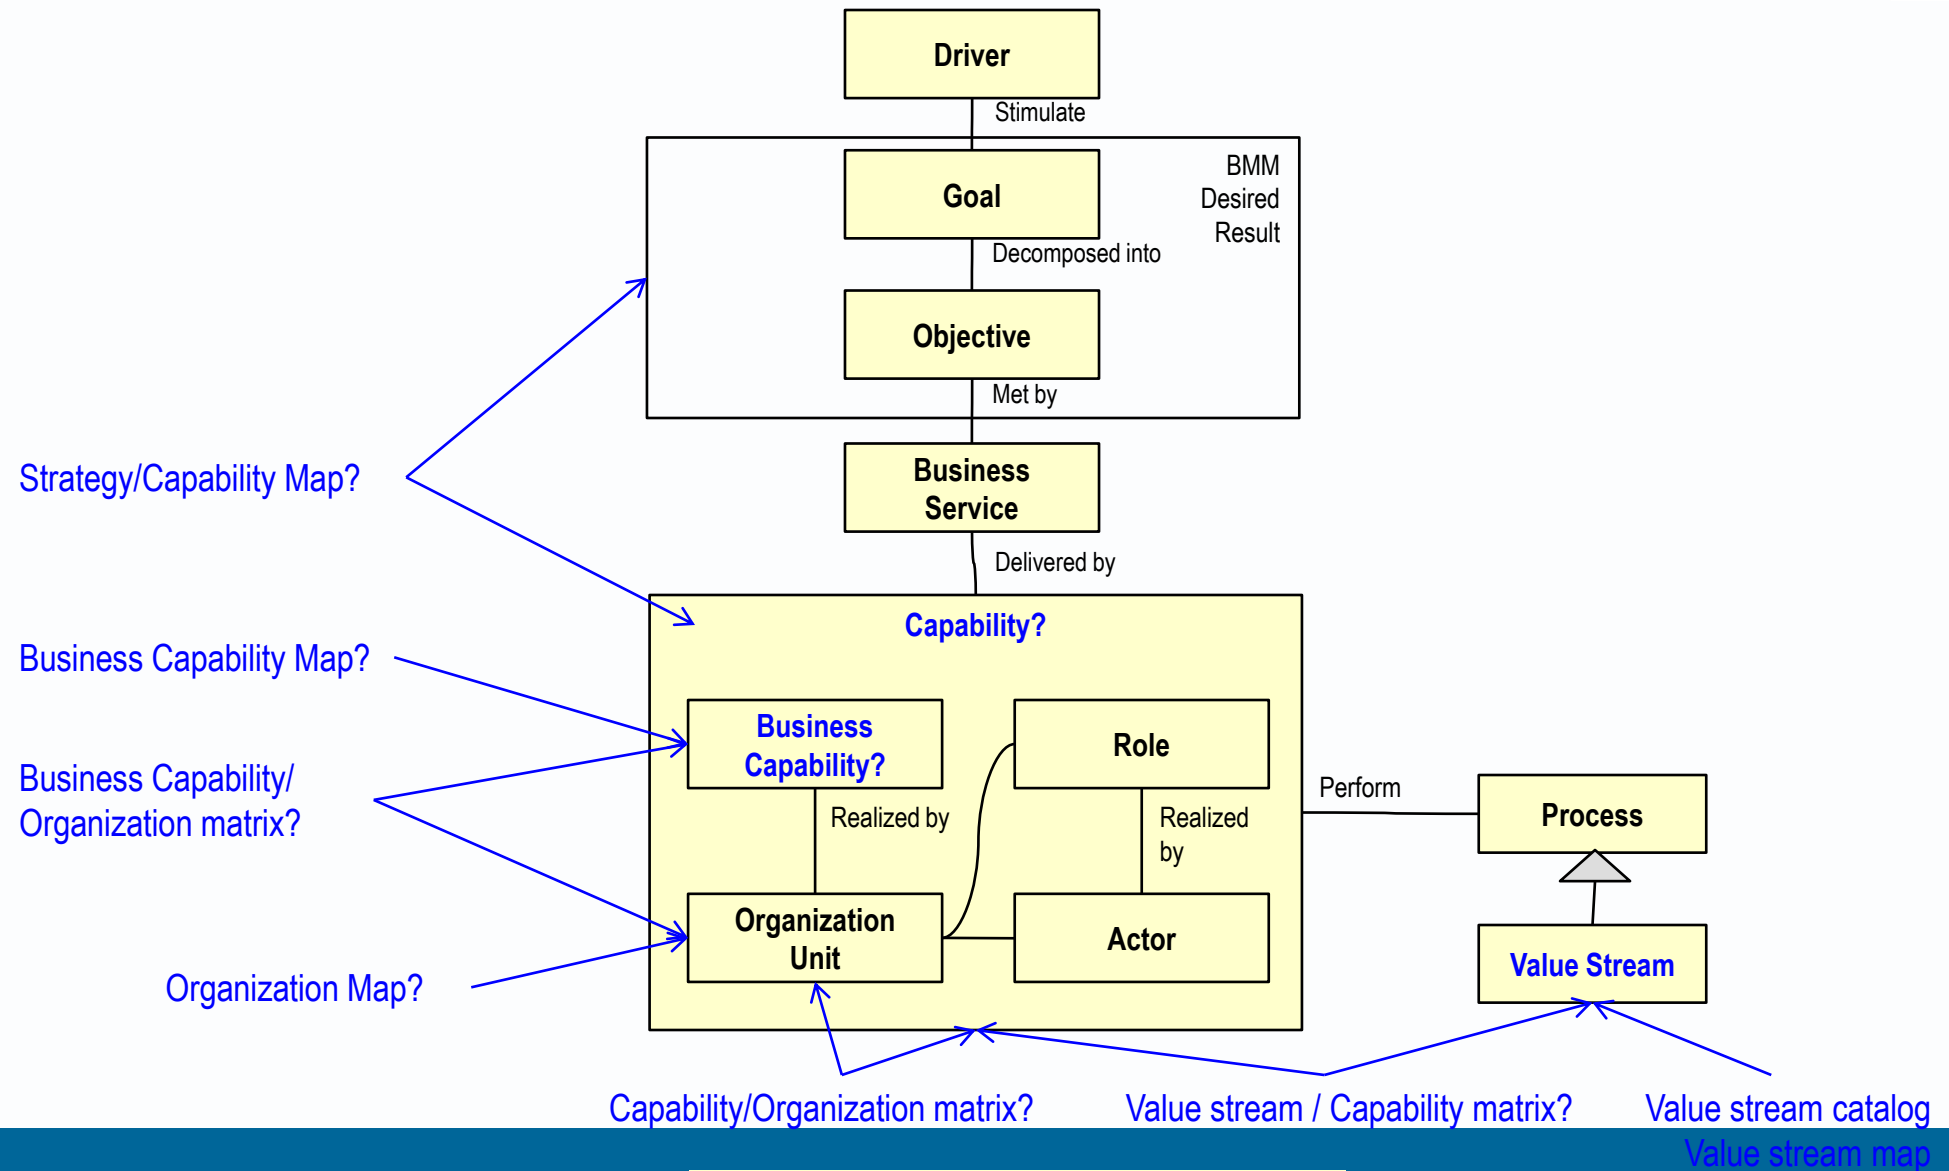 Driver
Stimulate
Goal
BMM
Desired
Result
Decomposed into
Objective
Met by
Strategy/Capability Map?
Business
Service
Delivered by
Capability?
Business Capability Map?
Business
Capability?
Role
Business Capability/
Organization matrix?
Realized by
Realized
by
Perform
Process
Organization
Unit
Actor
Value Stream
Organization Map?
Capability/Organization matrix?
Value stream / Capability matrix?
Value stream catalog
Value stream map